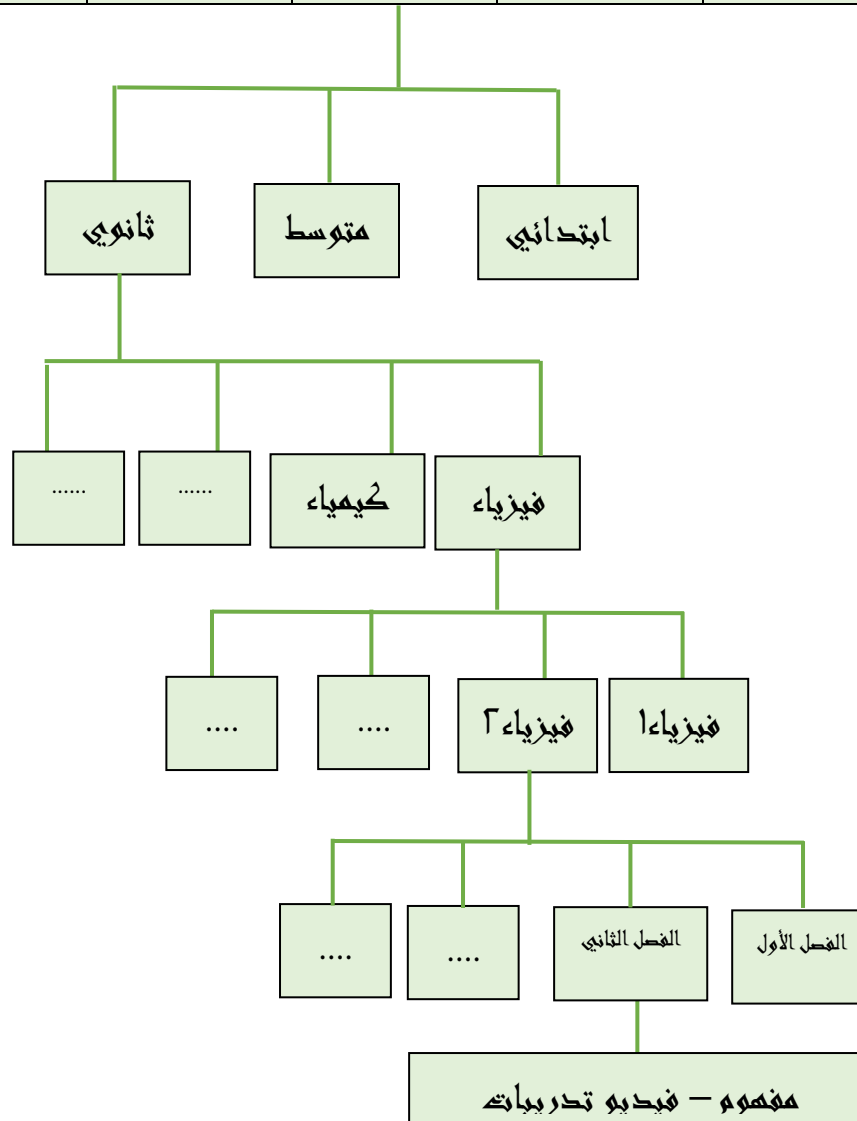 ابتدائي
متوسط
ثانوي
فيزياء
كيمياء
......
......
فيزياء١
فيزياء٢
....
....
الفصل الأول
الفصل الثاني
....
....
مفهوم – فيديو تدريبات